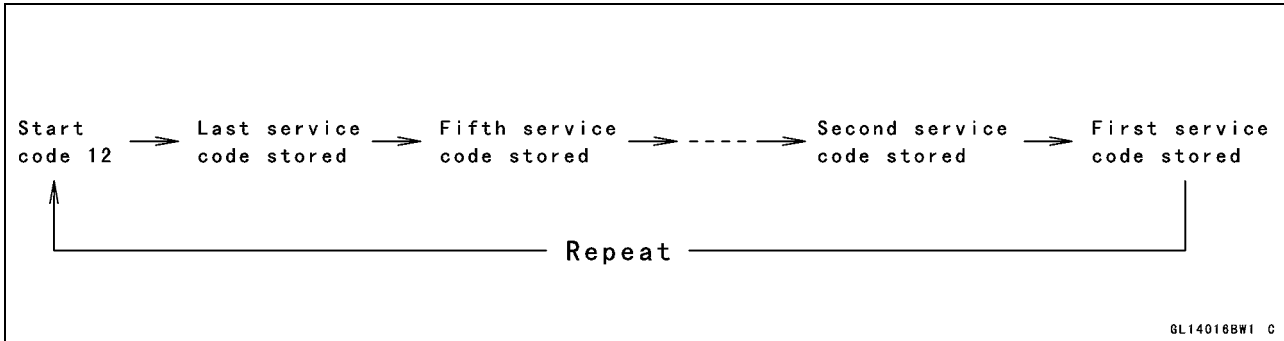 Start
code 12
Last service
code stored
Fifth service
code stored
Second service
code stored
First service
code stored
Repeat
GL14016BW1 C